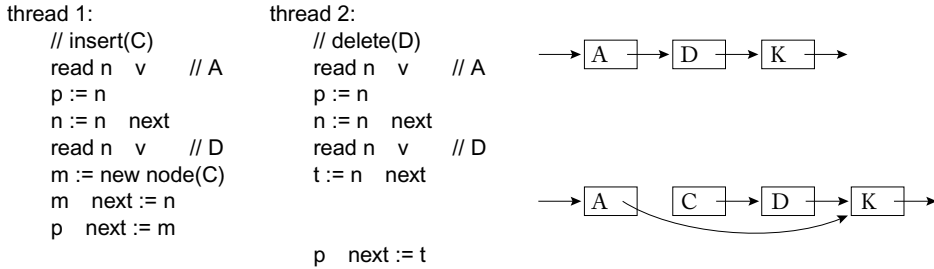 thread 1:
// insert(C)
read n v // A
p := n
n := n next
read n v // D
m := new node(C)
m next := n
p next := m
thread 2:
// delete(D)
read n v // A
p := n
n := n next
read n v // D
t := n next
p next := t
A D K
A C D K